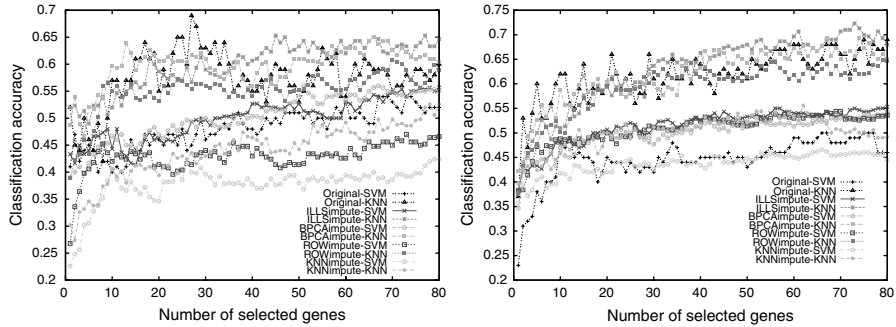 0.7
0.65
0.6
0.55
0.5
0.45
0.4
0.35
0.3
0.25
0.2
Classification accuracy
0 10 20 30 40 50 60 70 80
Number of selected genes
Original-SVM
Original-KNN
ILLSimpute-SVM
ILLSimpute-KNN
BPCAimpute-SVM
BPCAimpute-KNN
ROWimpute-SVM
ROWimpute-KNN
KNNimpute-SVM
KNNimpute-KNN
0.75
0.7
0.65
0.6
0.55
0.5
0.45
0.4
0.35
0.3
0.25
0.2
Classification accuracy
0 10 20 30 40 50 60 70 80
Number of selected genes
Original-SVM
Original-KNN
ILLSimpute-SVM
ILLSimpute-KNN
BPCAimpute-SVM
BPCAimpute-KNN
ROWimpute-SVM
ROWimpute-KNN
KNNimpute-SVM
KNNimpute-KNN